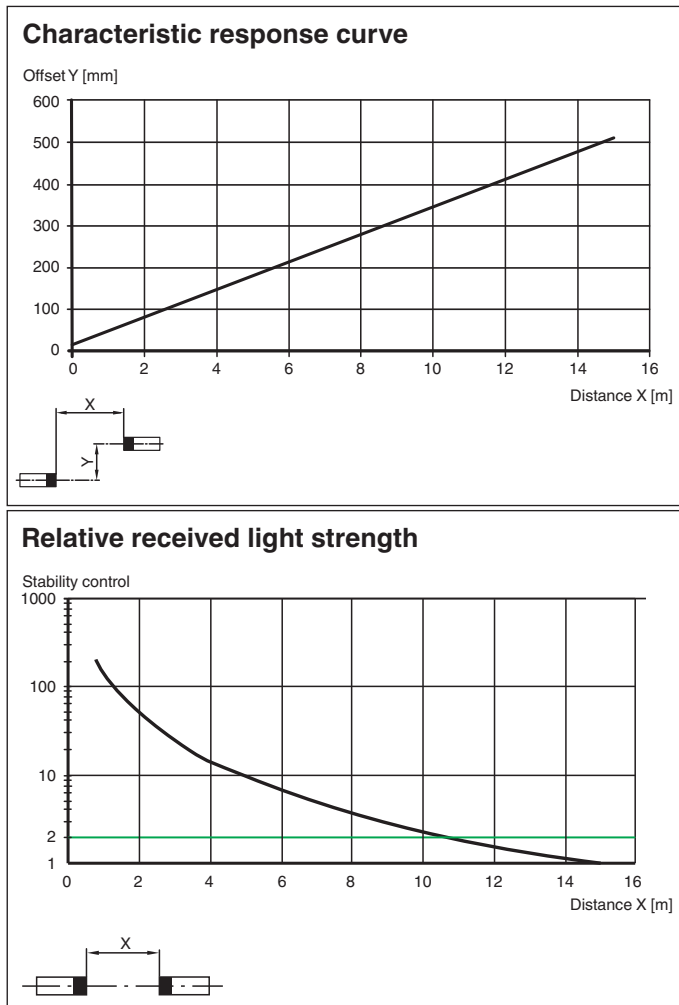 Characteristic response curve
Offset Y [mm]
600
500
400
300
200
100
0
0 2 4 6 8 10 12 14 16
Distance X [m]
X
Y
Relative received light strength
Stability control
1000
100
10
2
1
0 2 4 6 8 10 12 14 16
Distance X [m]
X